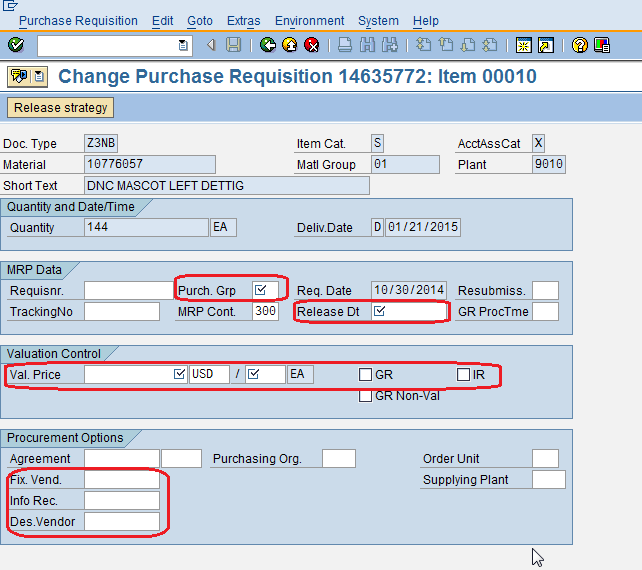 Purchase Requisition Edit Goto Extras Environment System Help
Change Purchase Requisition 14635772: Item 00010
Release strategy
Doc. Type Z3NB Item Cat. S AcctAssCat X
Material 10776057 Matl Group 01 Plant 9010
Short Text DNC MASCOT LEFT DETTIG
Quantity and Date/Time
Quantity 144 EA Deliv.Date D 01/21/2015
MRP Data
Requisnr. Purch. Grp Req. Date 10/30/2014 Resubmiss.
TrackingNo MRP Cont. 300 Release Dt GR ProcTme
Valuation Control
Val. Price USD / EA GR IR
GR Non-Val
Procurement Options
Agreement Purchasing Org. Order Unit
Fix. Vend. Supplying Plant
Info Rec.
Des.Vendor